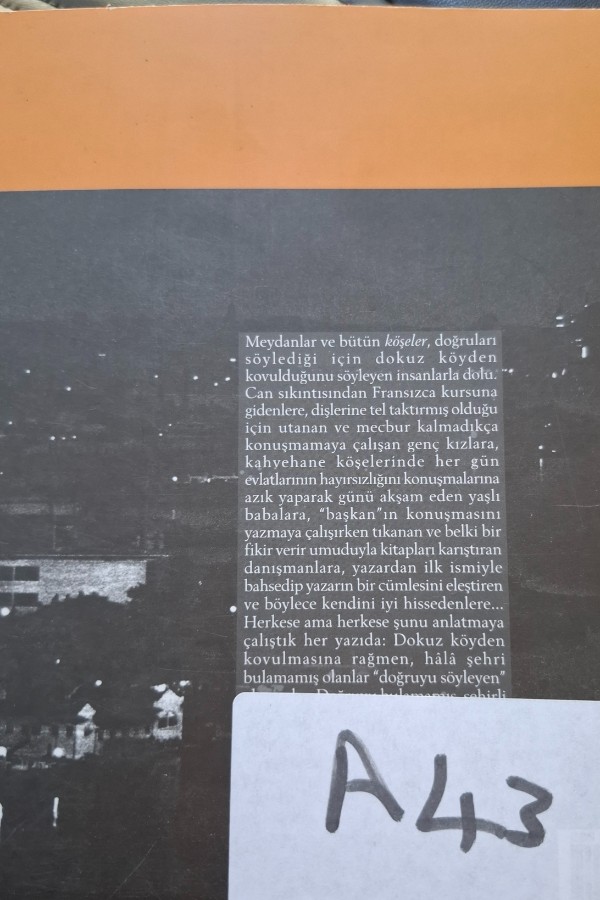 Meydanlar ve bütün köşeler, doğruları
söylediği için dokuz köyden
kovulduğunu söyleyen insanlarla dolu.
Can sıkıntısından Fransızca kursuna
gidenlere, dişlerine tel taktırmış olduğu
için utanan ve mecbur kalmadıkça
konuşmamaya çalışan genç kızlara,
kahvehane köşelerinde her gün
evlatlarının hayırsızlığını konuşmalarına
azık yaparak günü akşam eden yaşlı
babalara, "başkan"ın konuşmasını
yazmaya çalışırken tıkanan ve belki bir
fikir verir umuduyla kitapları karıştıran
danışmanlara, yazardan ilk ismiyle
bahsedip yazarın bir cümlesini eleştiren
ve böylece kendini iyi hissedenlere...
Herkese ama herkese şunu anlatmaya
çalıştık her yazıda: Dokuz köyden
kovulmasına rağmen, hâlâ şehri
bulamamış olanlar "doğruyu söyleyen"
Doğruyu bulamamış şehirli
A43